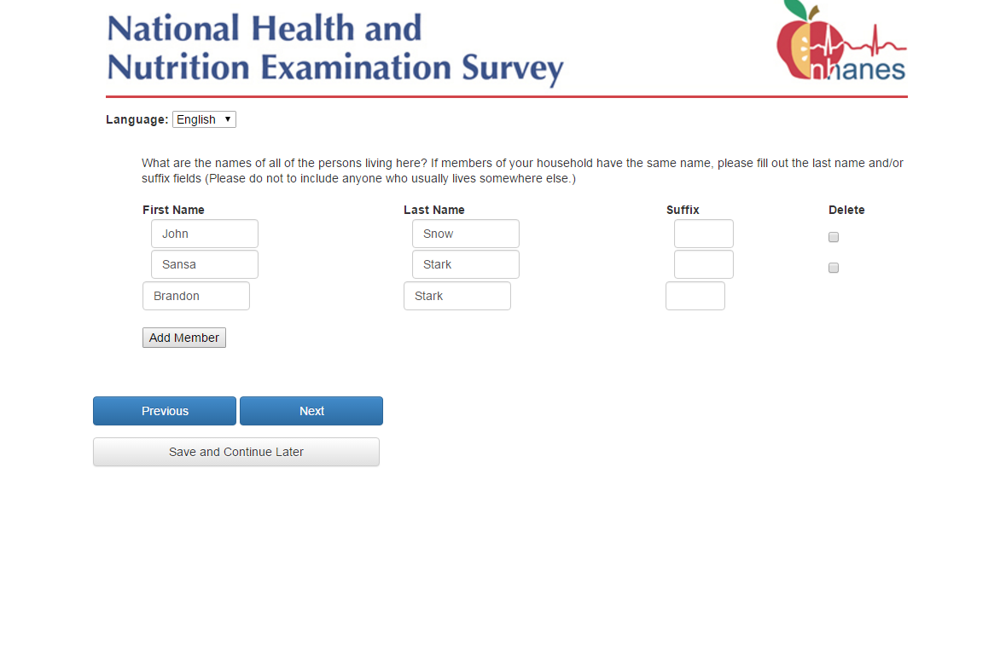 National Health and
Nutrition Examination Survey
nhanes
Language: English
What are the names of all of the persons living here? If members of your household have the same name, please fill out the last name and/or
suffix fields (Please do not to include anyone who usually lives somewhere else.)
First Name Last Name Suffix Delete
John Snow
Sansa Stark
Brandon Stark
Add Member
Previous Next
Save and Continue Later